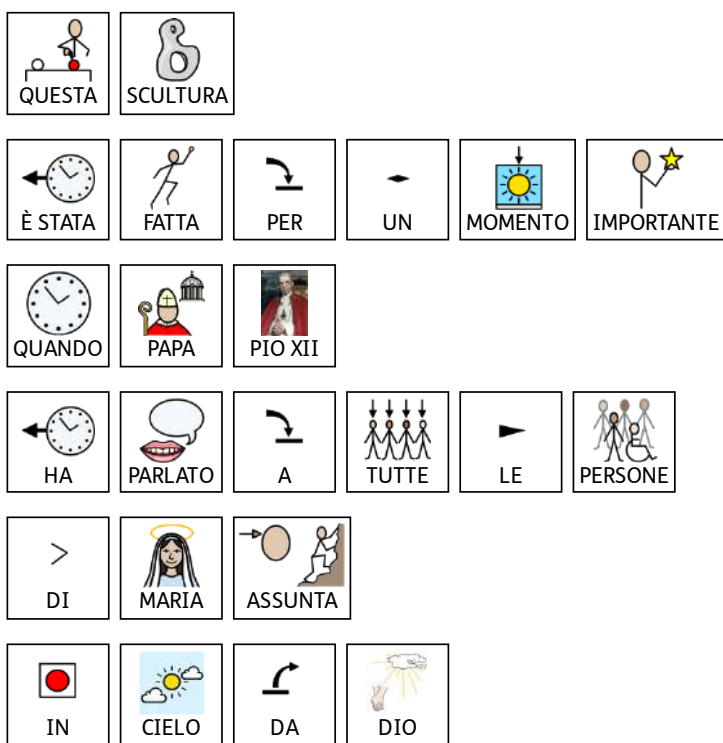 QUESTA SCULTURA
È STATA FATTA PER UN MOMENTO IMPORTANTE
QUANDO PAPA PIO XII
HA PARLATO A TUTTE LE PERSONE
DI MARIA ASSUNTA
IN CIELO DA DIO